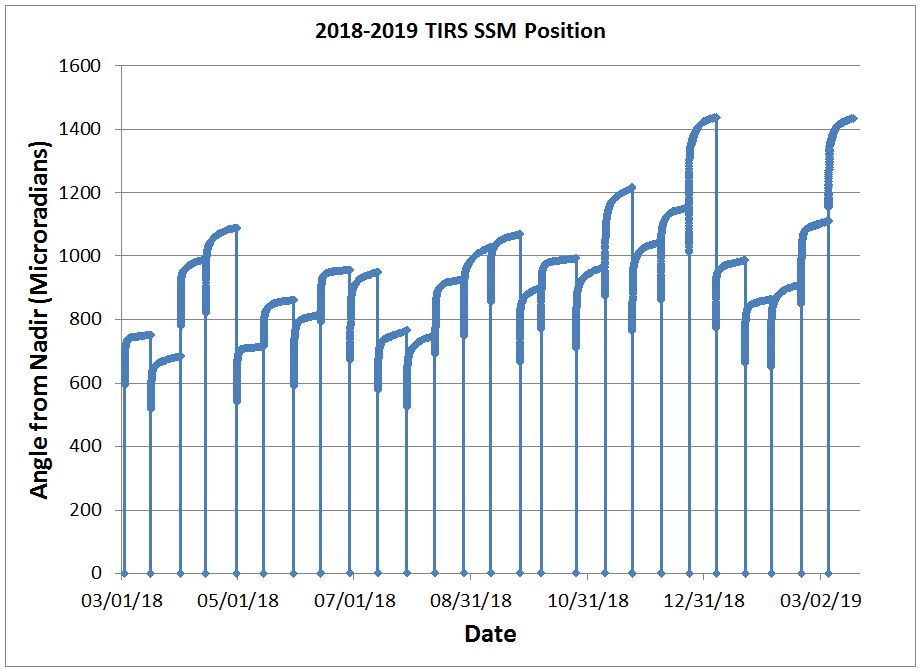 2018-2019 TIRS SSM Position
Angle from Nadir (Microradians)
1600
1400
1200
1000
800
600
400
200
0
03/01/18 05/01/18 07/01/18 08/31/18 10/31/18 12/31/18 03/02/19
Date